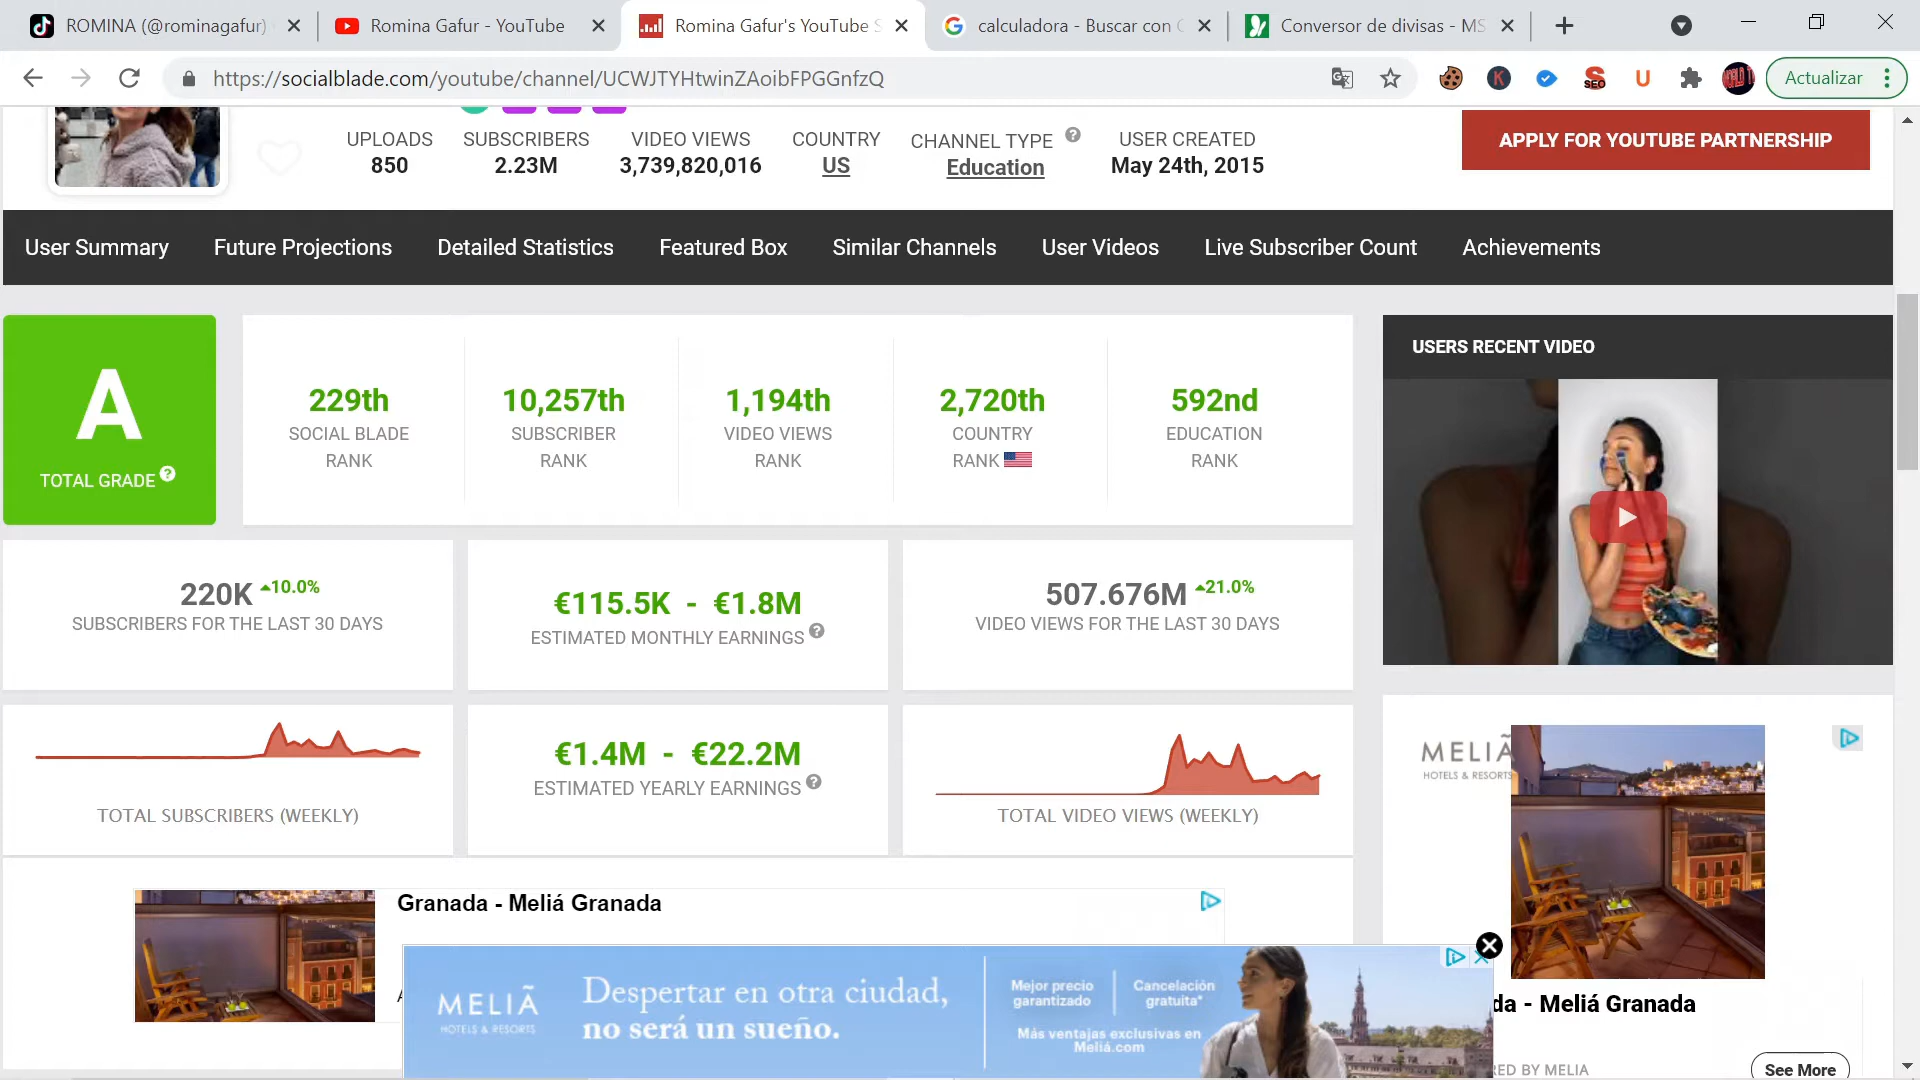 ROMINA (@rominagafur)
Romina Gafur - YouTube
Romina Gafur's YouTube S
calculadora - Buscar con G
Conversor de divisas - MS
https://socialblade.com/youtube/channel/UCWJTYHtwinZAoibFPGGnfzQ
SEO
Actualizar
UPLOADS
850
SUBSCRIBERS
2.23M
VIDEO VIEWS
3,739,820,016
COUNTRY
US
CHANNEL TYPE ?
Education
USER CREATED
May 24th, 2015
APPLY FOR YOUTUBE PARTNERSHIP
User Summary
Future Projections
Detailed Statistics
Featured Box
Similar Channels
User Videos
Live Subscriber Count
Achievements
A
TOTAL GRADE ?
229th
SOCIAL BLADE
RANK
10,257th
SUBSCRIBER
RANK
1,194th
VIDEO VIEWS
RANK
2,720th
COUNTRY
RANK
592nd
EDUCATION
RANK
USERS RECENT VIDEO
220K 10.0%
SUBSCRIBERS FOR THE LAST 30 DAYS
€115.5K - €1.8M
ESTIMATED MONTHLY EARNINGS ?
507.676M 21.0%
VIDEO VIEWS FOR THE LAST 30 DAYS
TOTAL SUBSCRIBERS (WEEKLY)
€1.4M - €22.2M
ESTIMATED YEARLY EARNINGS ?
TOTAL VIDEO VIEWS (WEEKLY)
MELIÃ
HOTELS & RESORTS
Granada - Meliá Granada
MELIÃ
HOTELS & RESORTS
Despertar en otra ciudad,
no será un sueño.
Mejor precio
garantizado
Cancelación
gratuita*
Más ventajas exclusivas en
Meliá.com
da - Meliá Granada
RED BY MELIA
See More